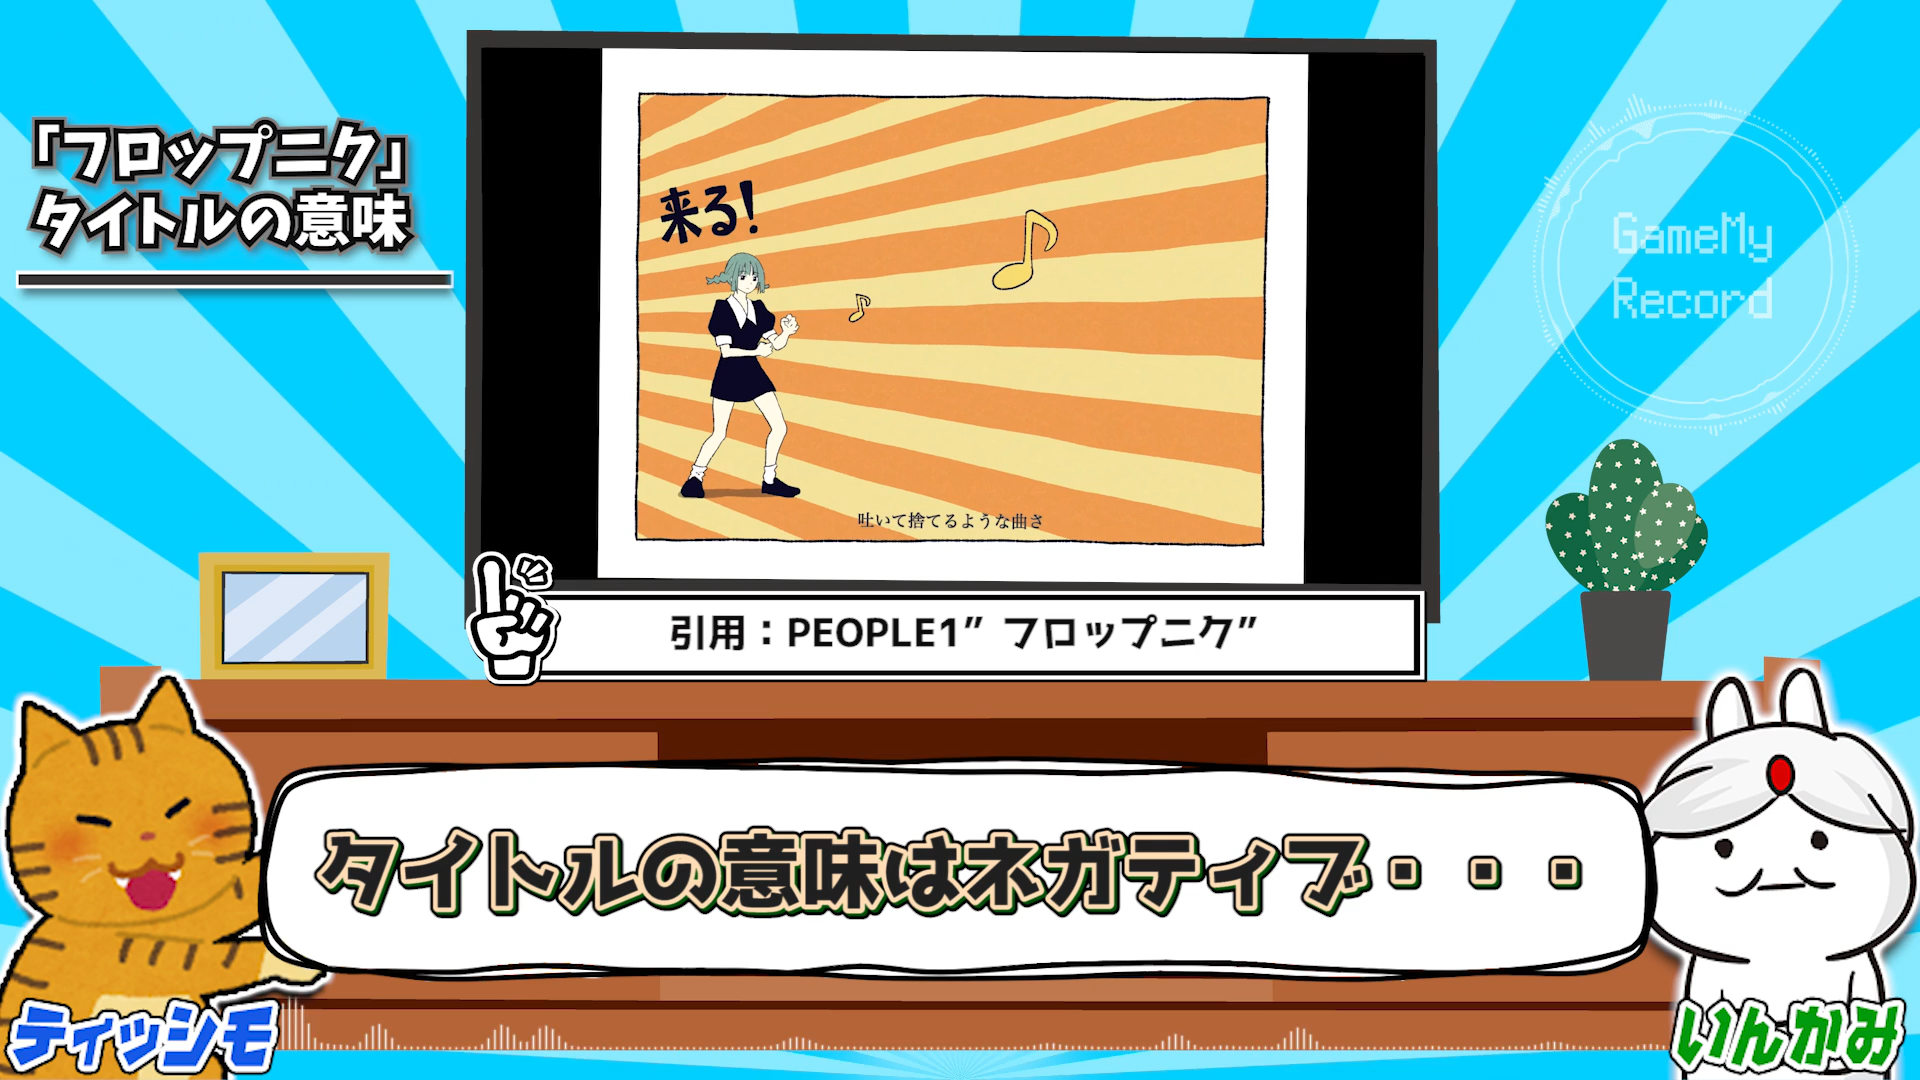 「フロップニク」
タイトルの意味
来る!
吐いて捨てるような曲さ
GameMy
Record
引用：PEOPLE1”フロップニク”
タイトルの意味はネガティブ・・・
ティッシモ
いんかみ